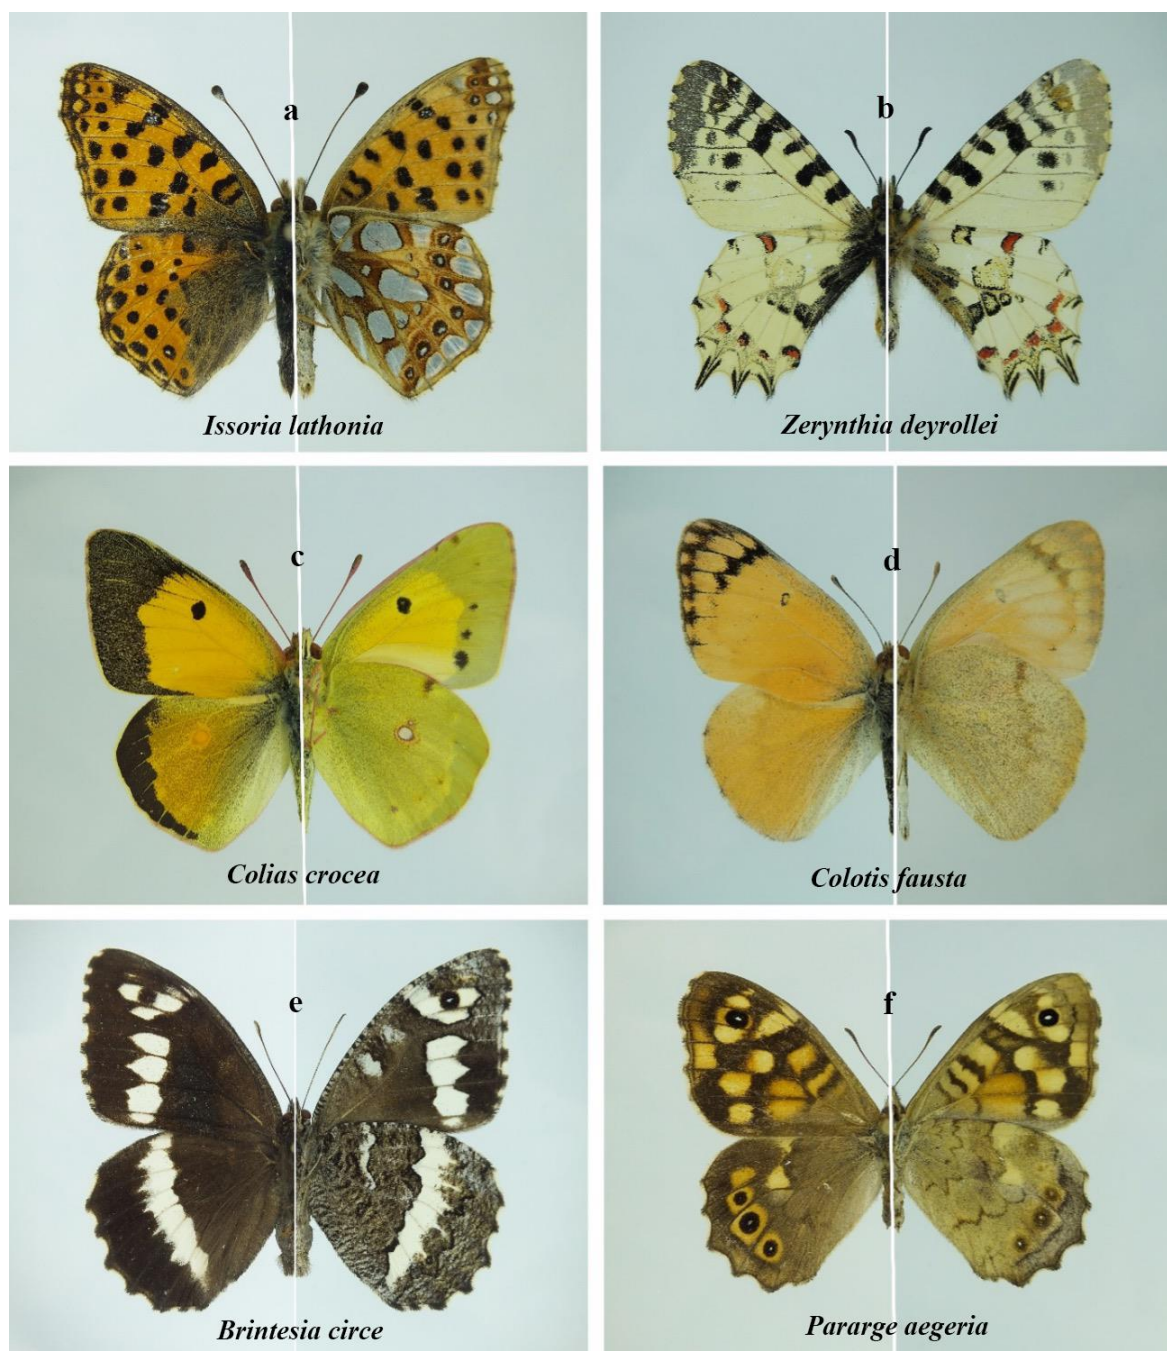 a
b
Issoria lathonia
Zerynthia deyrollei
c
d
Colias crocea
Colotis fausta
e
f
Brintesia circe
Pararge aegeria